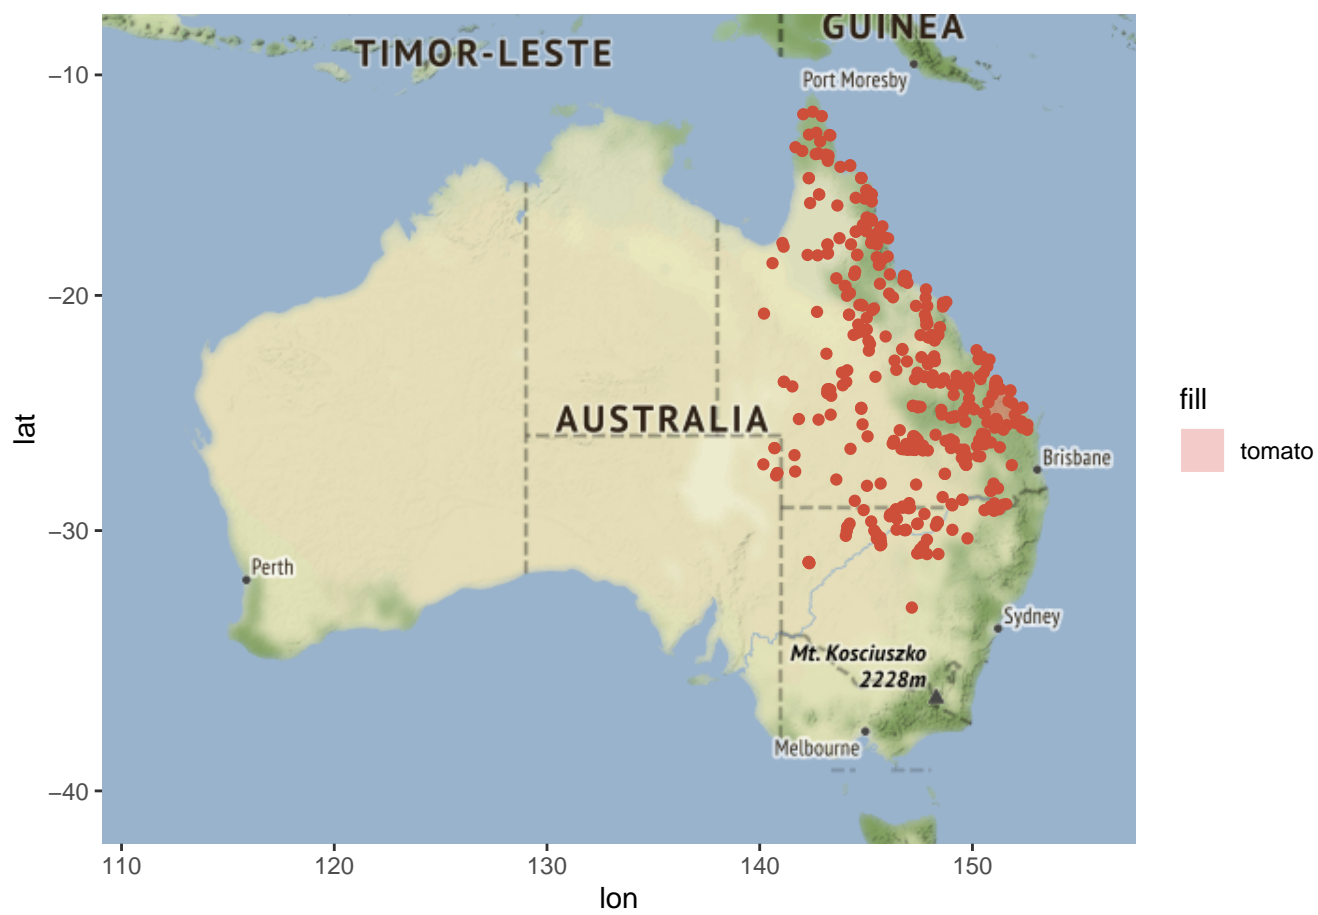 GUINEA
TIMOR-LESTE
Port Moresby
AUSTRALIA
Brisbane
Perth
Sydney
Mt. Kosciuszko
2228m
Melbourne
−10
−20
−30
−40
lat
110
120
130
140
150
lon
fill
tomato